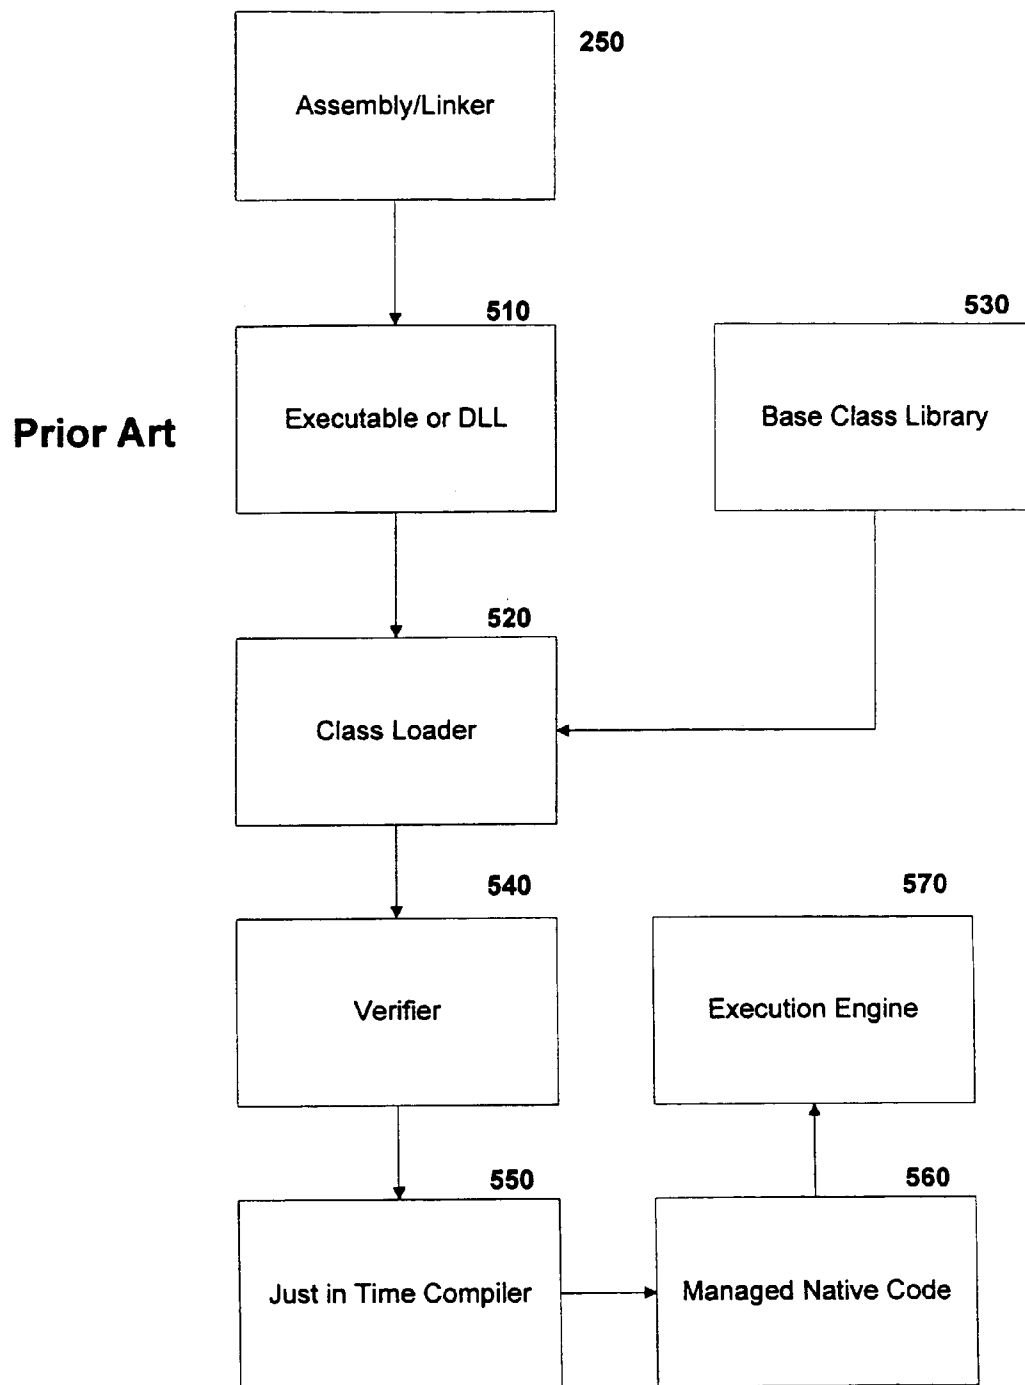 250
Assembly/Linker
510
530
Prior Art
Executable or DLL
Base Class Library
520
Class Loader
540
570
Verifier
Execution Engine
550
560
Just in Time Compiler
Managed Native Code